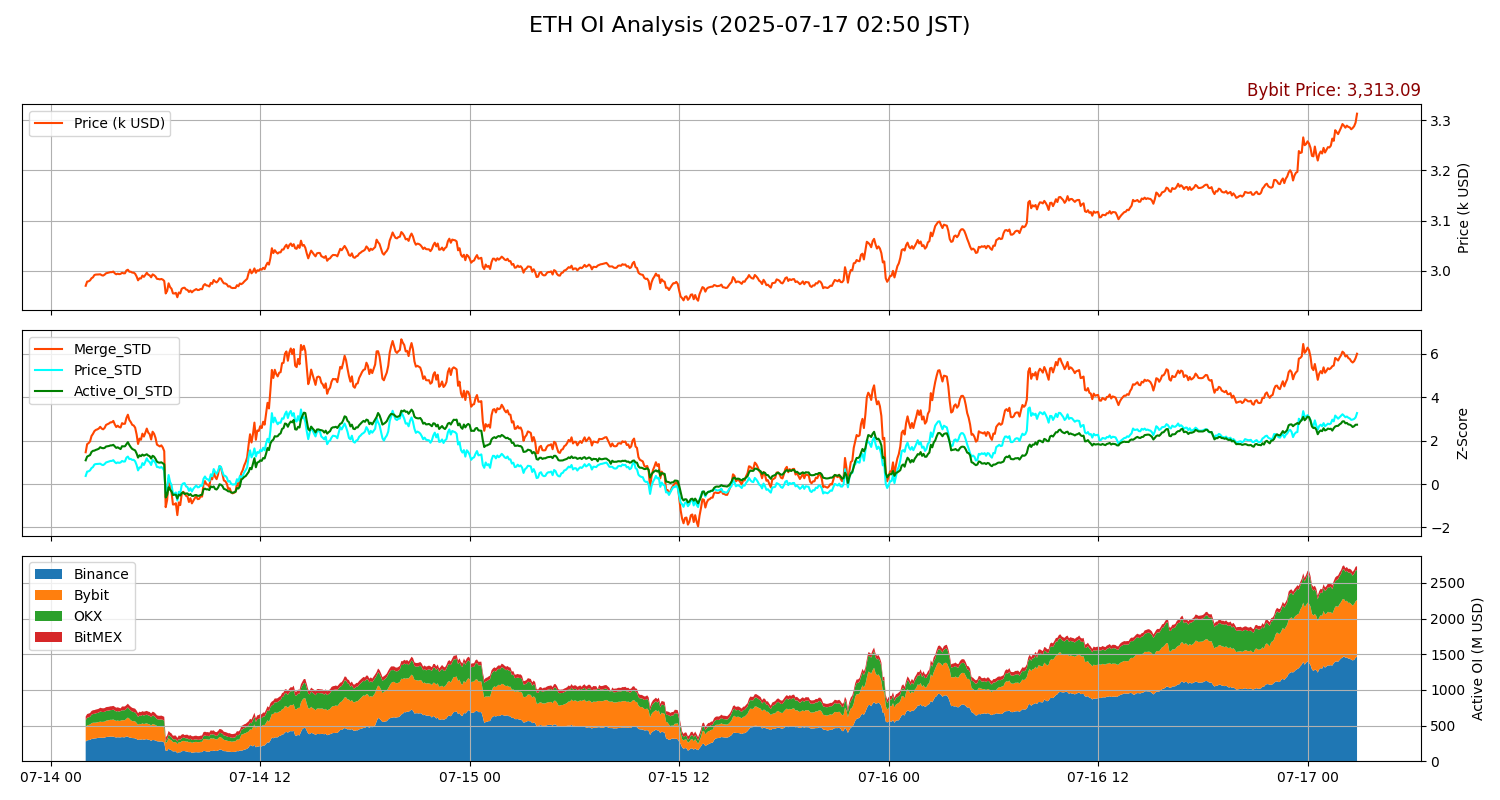 ETH OI Analysis (2025-07-17 02:50 JST)
Bybit Price: 3,313.09
Price (k USD)
3.3
3.2
3.1
3.0
Price (k USD)
Merge_STD
Price_STD
Active_OI_STD
6
4
2
0
−2
Z-Score
Binance
Bybit
OKX
BitMEX
2500
2000
1500
1000
500
0
Active OI (M USD)
07-14 00
07-14 12
07-15 00
07-15 12
07-16 00
07-16 12
07-17 00